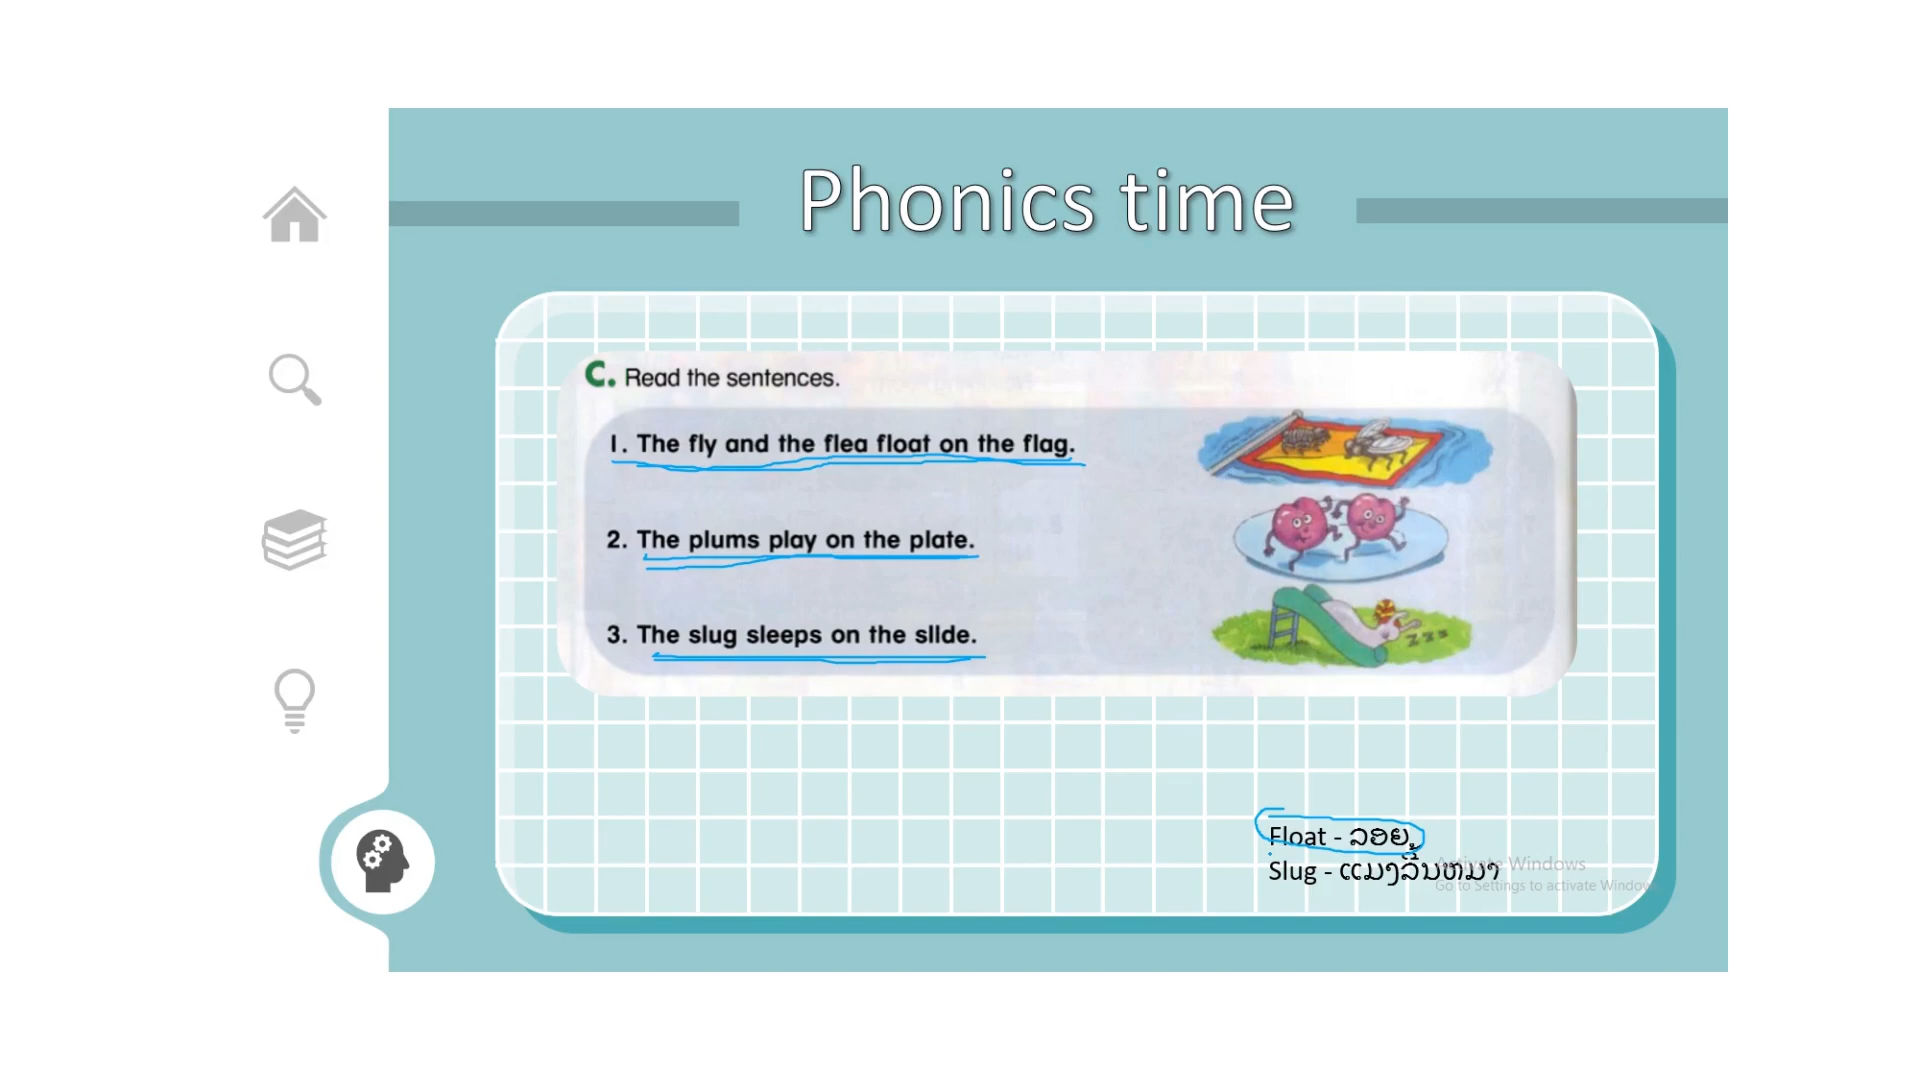 Phonics time
C. Read the sentences.
1. The fly and the flea float on the flag.
2. The plums play on the plate.
3. The slug sleeps on the slide.
zzz
Float - ລອຍ
Slug - ແມງລີ້ນຫມາ
Activate Windows
Go to Settings to activate Window